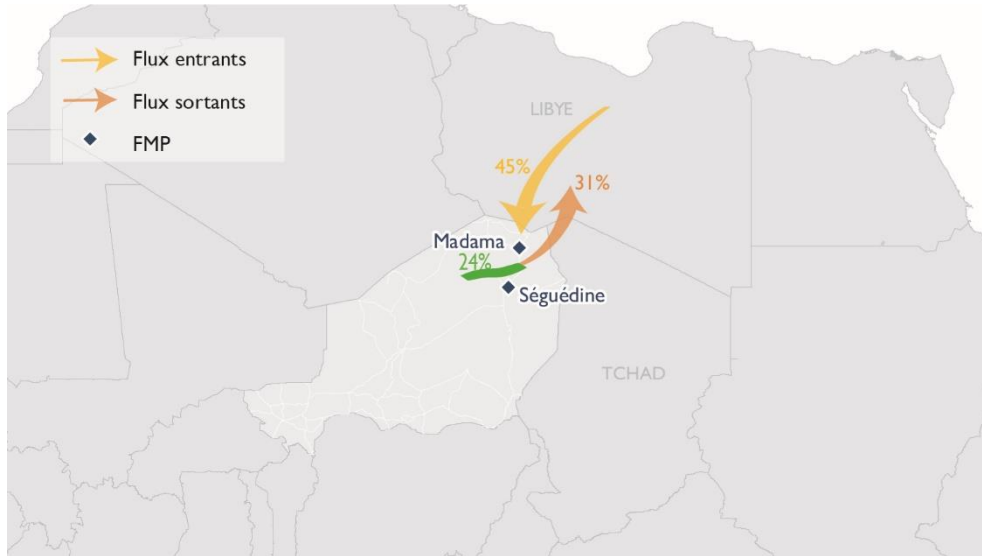 Flux entrants
Flux sortants
FMP
LIBYE
45%
31%
Madama
24%
Séguédine
TCHAD